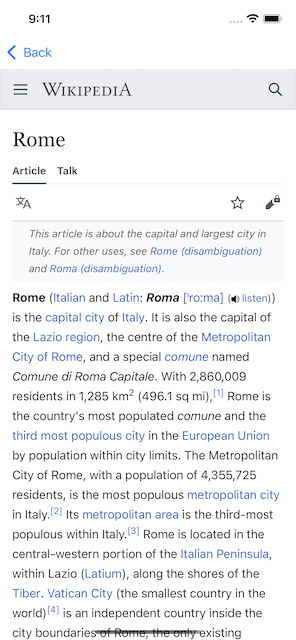 9:11
Back
WIKIPEDIA
Rome
Article Talk
This article is about the capital and largest city in
Italy. For other uses, see Rome (disambiguation)
and Roma (disambiguation).
Rome (Italian and Latin: Roma [ˈroːma] (listen))
is the capital city of Italy. It is also the capital of
the Lazio region, the centre of the Metropolitan
City of Rome, and a special comune named
Comune di Roma Capitale. With 2,860,009
residents in 1,285 km² (496.1 sq mi),[1] Rome is
the country's most populated comune and the
third most populous city in the European Union
by population within city limits. The Metropolitan
City of Rome, with a population of 4,355,725
residents, is the most populous metropolitan city
in Italy.[2] Its metropolitan area is the third-most
populous within Italy.[3] Rome is located in the
central-western portion of the Italian Peninsula,
within Lazio (Latium), along the shores of the
Tiber. Vatican City (the smallest country in the
world)[4] is an independent country inside the
city boundaries of Rome, the only existing